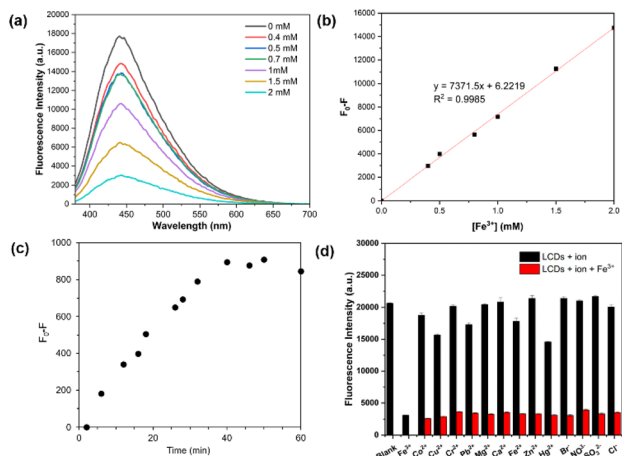 (a)
Fluorescence Intensity (a.u.)
18000
16000
14000
12000
10000
8000
6000
4000
2000
0
400
450
500
550
600
650
700
Wavelength (nm)
0 mM
0.4 mM
0.5 mM
0.7 mM
1mM
1.5 mM
2 mM
(b)
F₀-F
16000
14000
12000
10000
8000
6000
4000
2000
0
0.0
0.5
1.0
1.5
2.0
[Fe³⁺] (mM)
y = 7371.5x + 6.2219
R² = 0.9985
(c)
F₀-F
1000
800
600
400
200
0
0
20
40
60
Time (min)
(d)
Fluorescence Intensity (a.u.)
30000
25000
20000
15000
10000
5000
0
LCDs + ion
LCDs + ion + Fe³⁺
Blank
Fe³⁺
Co²⁺
Cu²⁺
Cr²⁺
Pb²⁺
Mg²⁺
Ca²⁺
Fe²⁺
Zn²⁺
Hg²⁺
Br
NO³⁻
SO₃²⁻
Cl